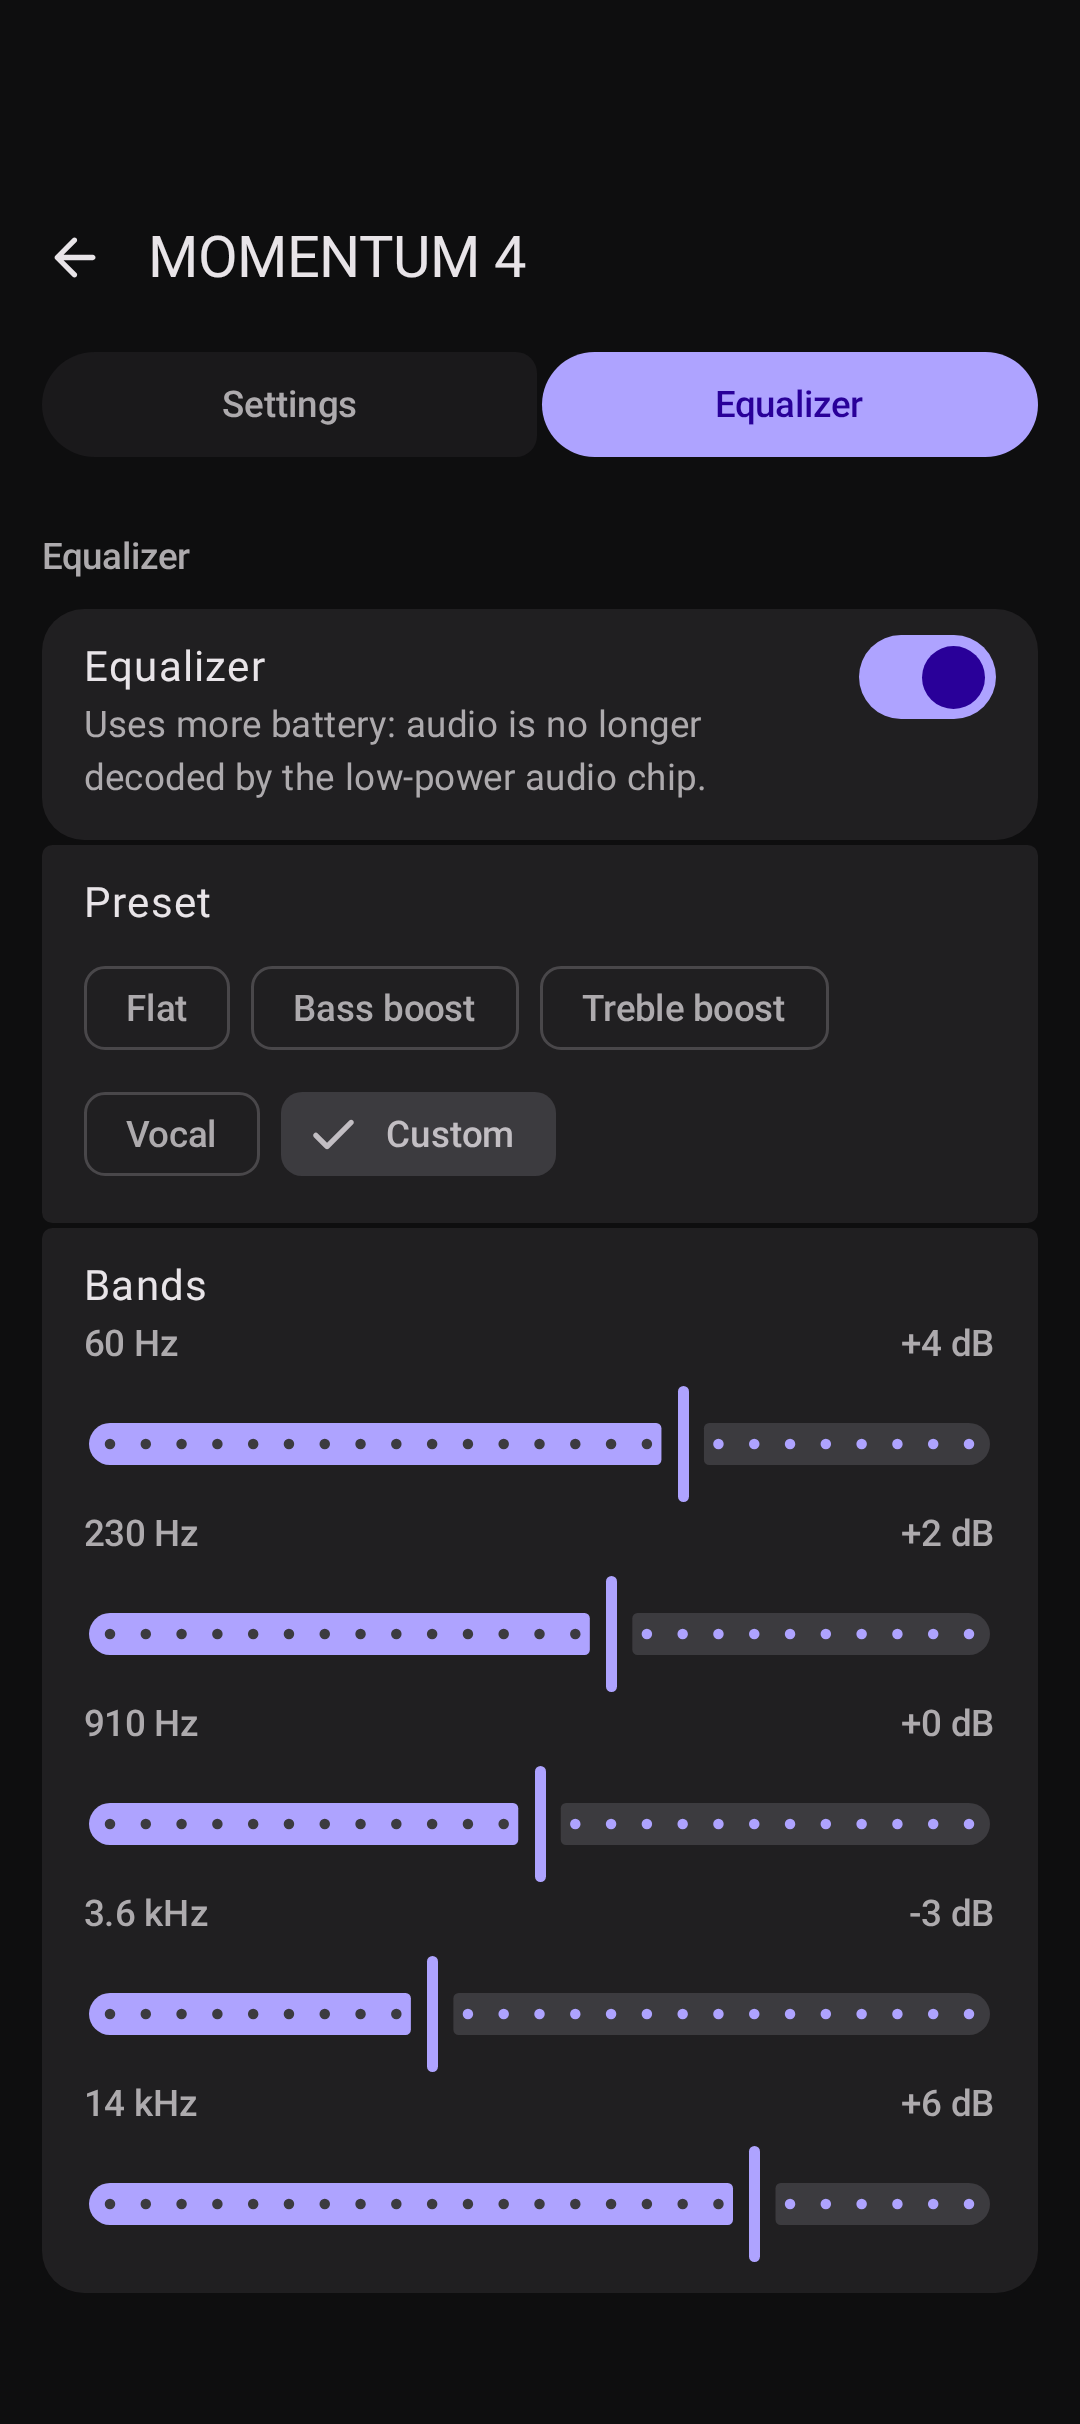 MOMENTUM 4
Settings
Equalizer
Equalizer
Equalizer
Uses more battery: audio is no longer
decoded by the low-power audio chip.
Preset
Flat
Bass boost
Treble boost
Vocal
Custom
Bands
60 Hz
+4 dB
230 Hz
+2 dB
910 Hz
+0 dB
3.6 kHz
-3 dB
14 kHz
+6 dB